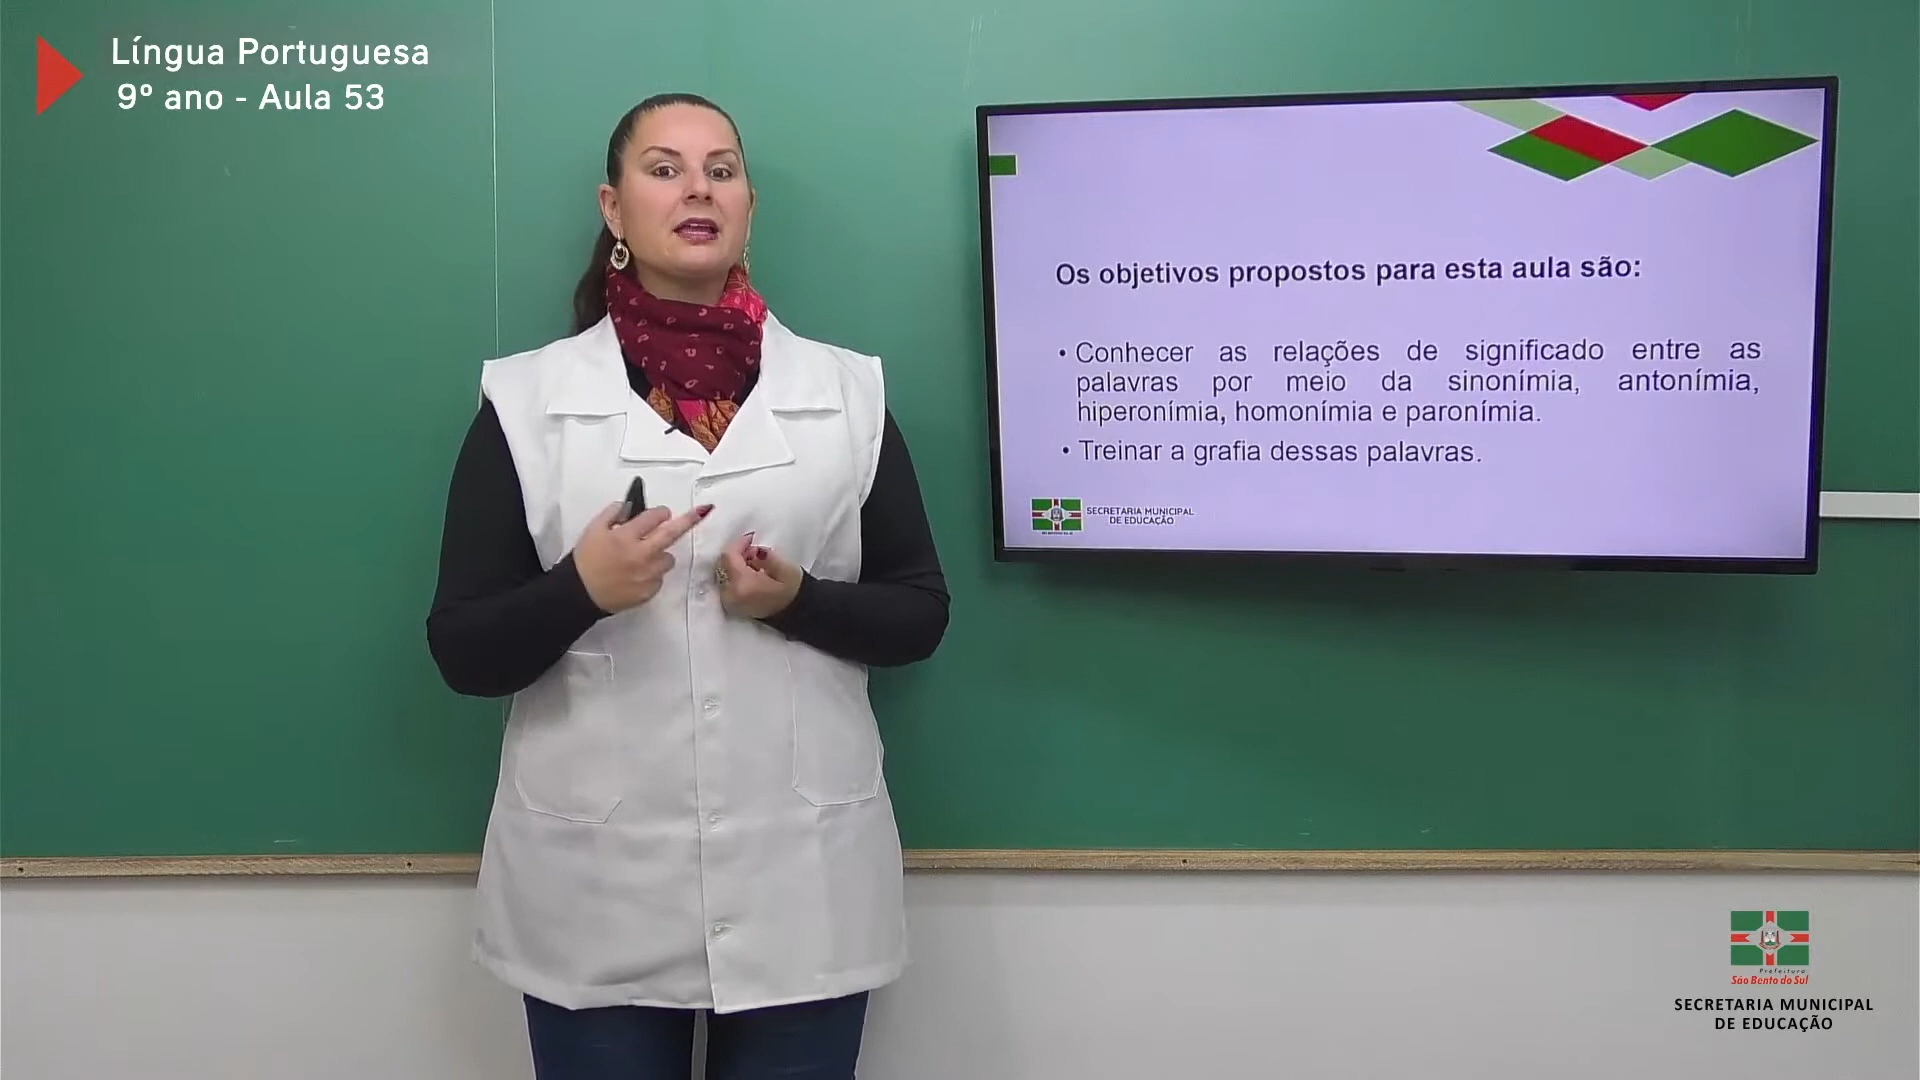 Língua Portuguesa
9º ano - Aula 53
Os objetivos propostos para esta aula são:
• Conhecer as relações de significado entre as
palavras por meio da sinonímia, antonímia,
hiperonímia, homonímia e paronímia.
• Treinar a grafia dessas palavras.
SECRETARIA MUNICIPAL
DE EDUCAÇÃO
Prefeitura
São Bento do Sul
SECRETARIA MUNICIPAL
DE EDUCAÇÃO